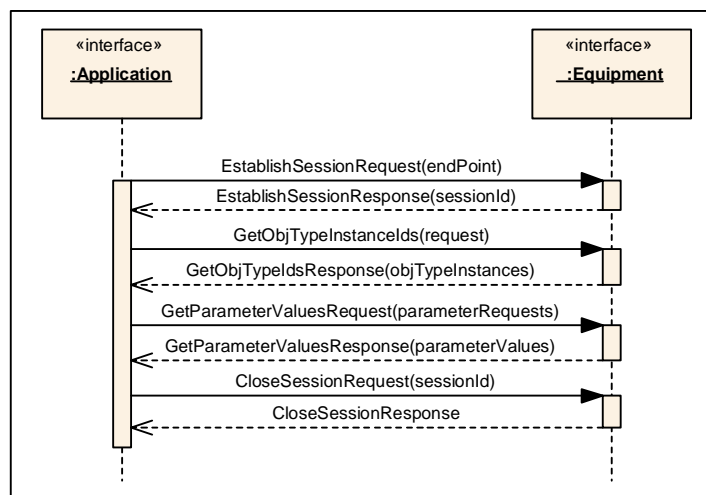 «interface»
:Application
«interface»
:Equipment
EstablishSessionRequest(endPoint)
EstablishSessionResponse(sessionId)
GetObjTypeInstanceIds(request)
GetObjTypeIdsResponse(objTypeInstances)
GetParameterValuesRequest(parameterRequests)
GetParameterValuesResponse(parameterValues)
CloseSessionRequest(sessionId)
CloseSessionResponse